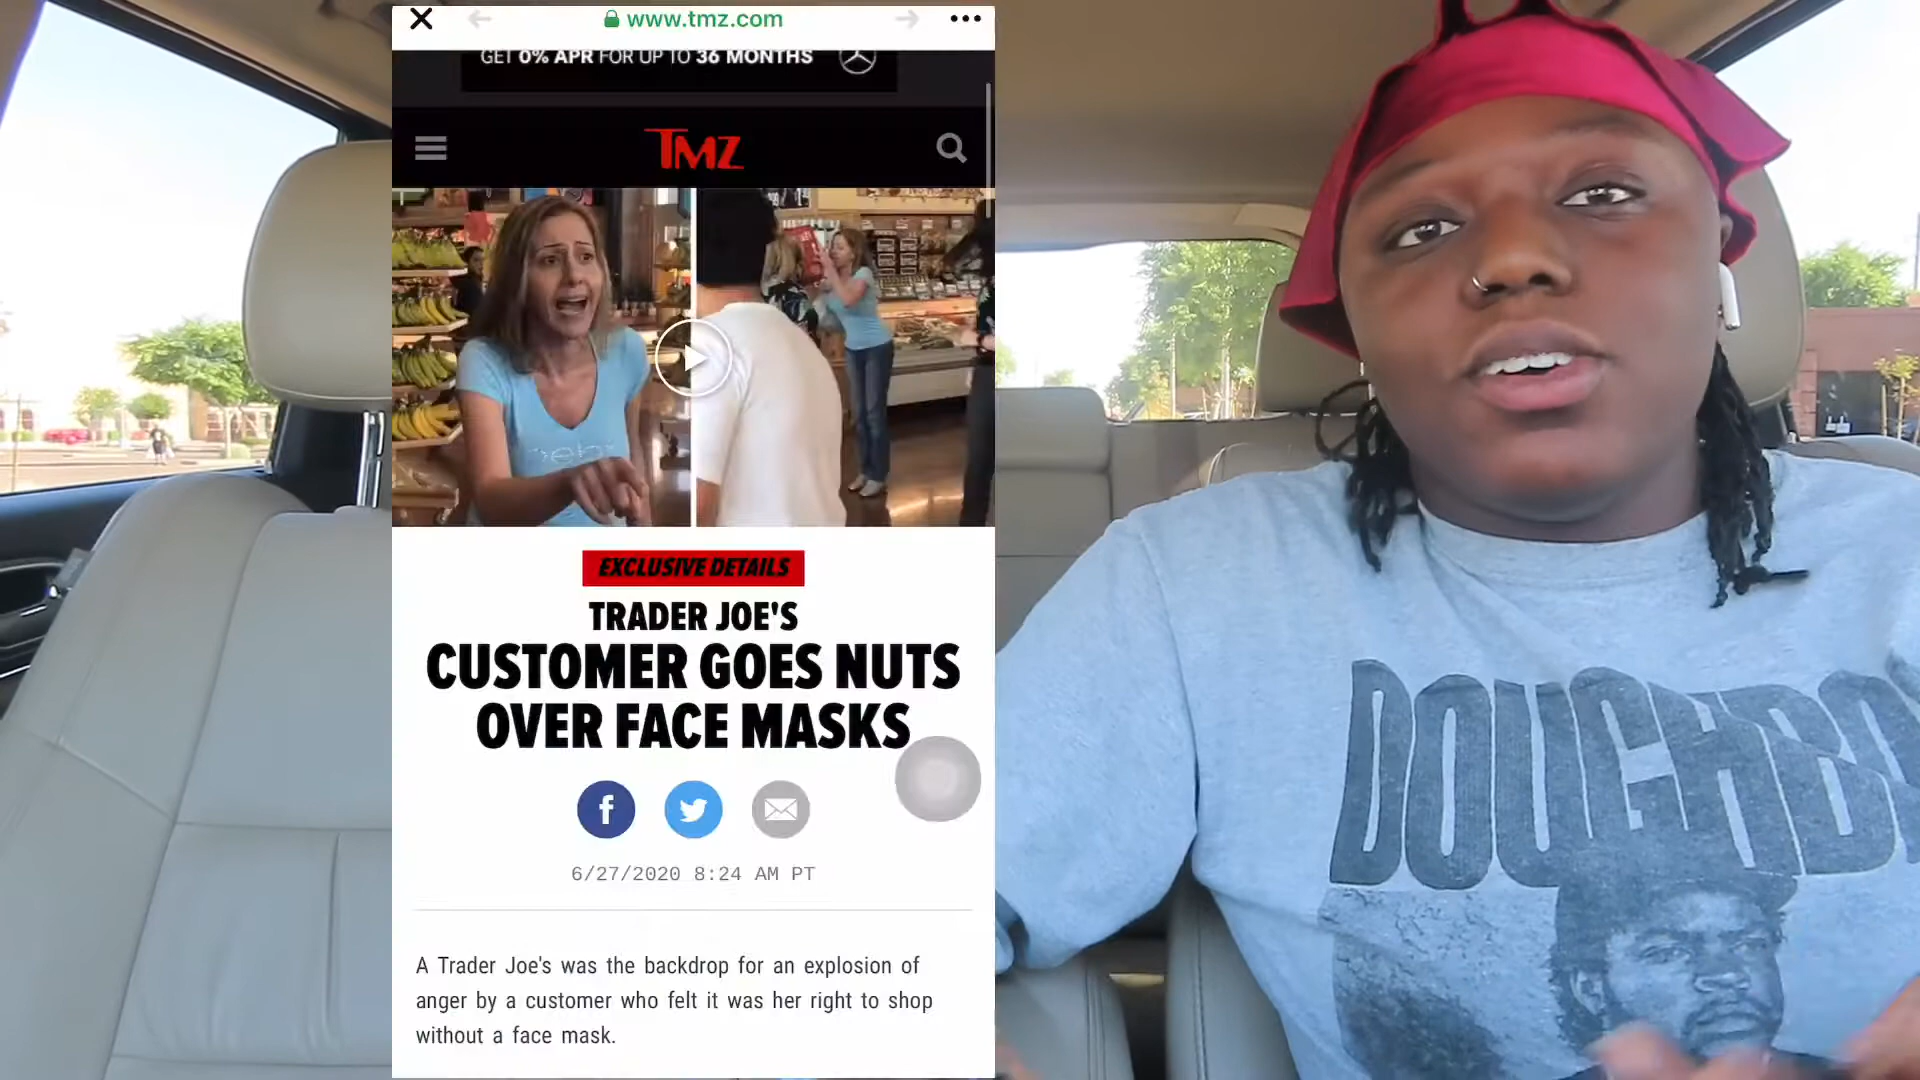 www.tmz.com
GET 0% APR FOR UP TO 36 MONTHS
TMZ
EXCLUSIVE DETAILS
TRADER JOE'S
CUSTOMER GOES NUTS
OVER FACE MASKS
f
6/27/2020 8:24 AM PT
A Trader Joe's was the backdrop for an explosion of
anger by a customer who felt it was her right to shop
without a face mask.
DOUGHBO